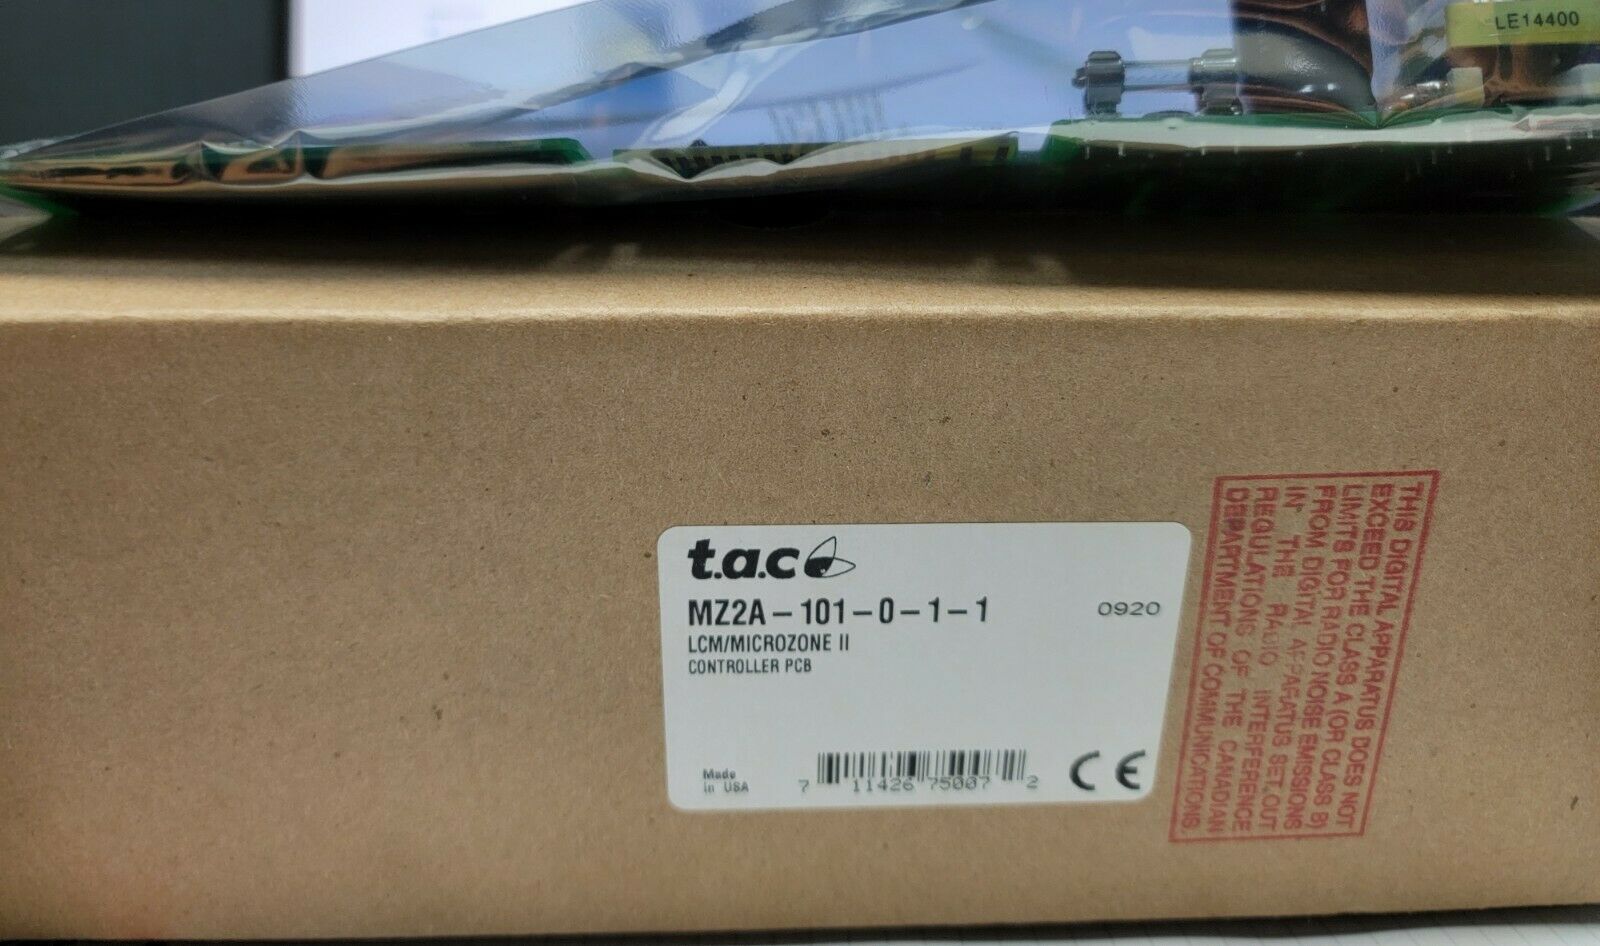 LE14400
t.a.c
MZ2A-101-0-1-1 0920
LCM/MICROZONE II
CONTROLLER PCB
Made
in USA
7 11426 75007 2
CE
THIS DIGITAL APPARATUS DOES NOT
EXCEED THE CLASS A (OR CLASS B)
LIMITS FOR RADIO NOISE EMISSIONS
FROM DIGITAL APPARATUS SET OUT
IN THE RADIO INTERFERENCE
REGULATIONS OF THE CANADIAN
DEPARTMENT OF COMMUNICATIONS.